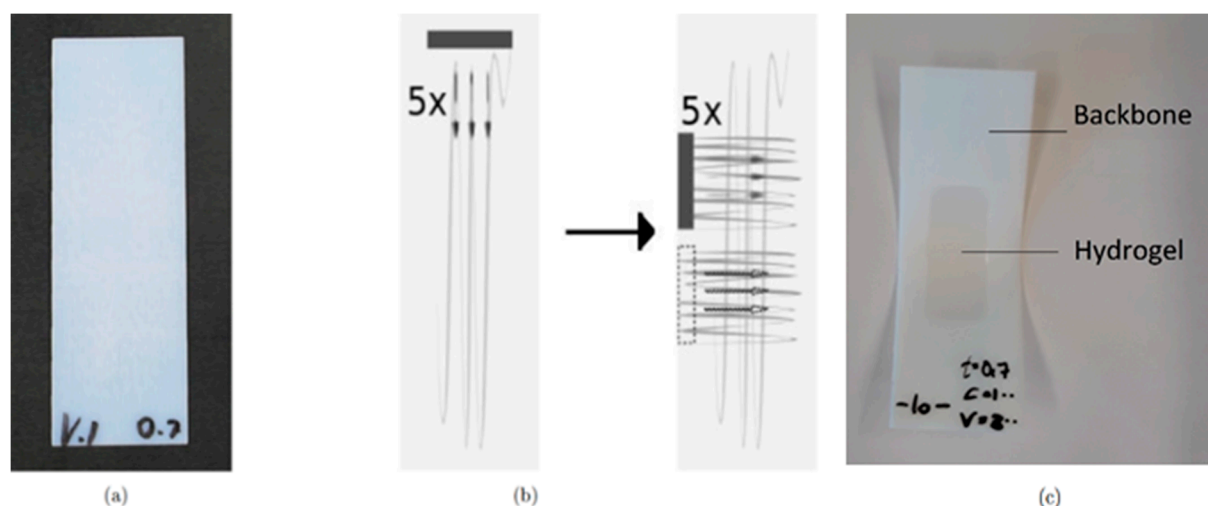 V.1 0.7
5x
5x
Backbone
Hydrogel
t=0.7
-10-
(a)
(b)
(c)